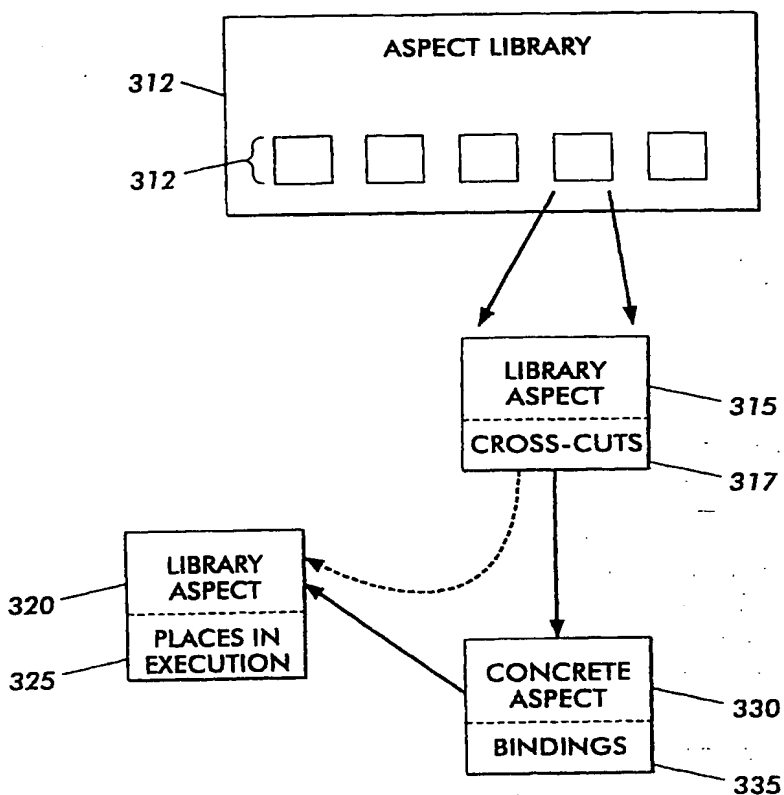 ASPECT LIBRARY
312
312
LIBRARY
ASPECT
315
CROSS-CUTS
317
LIBRARY
ASPECT
320
PLACES IN
EXECUTION
325
CONCRETE
ASPECT
330
BINDINGS
335